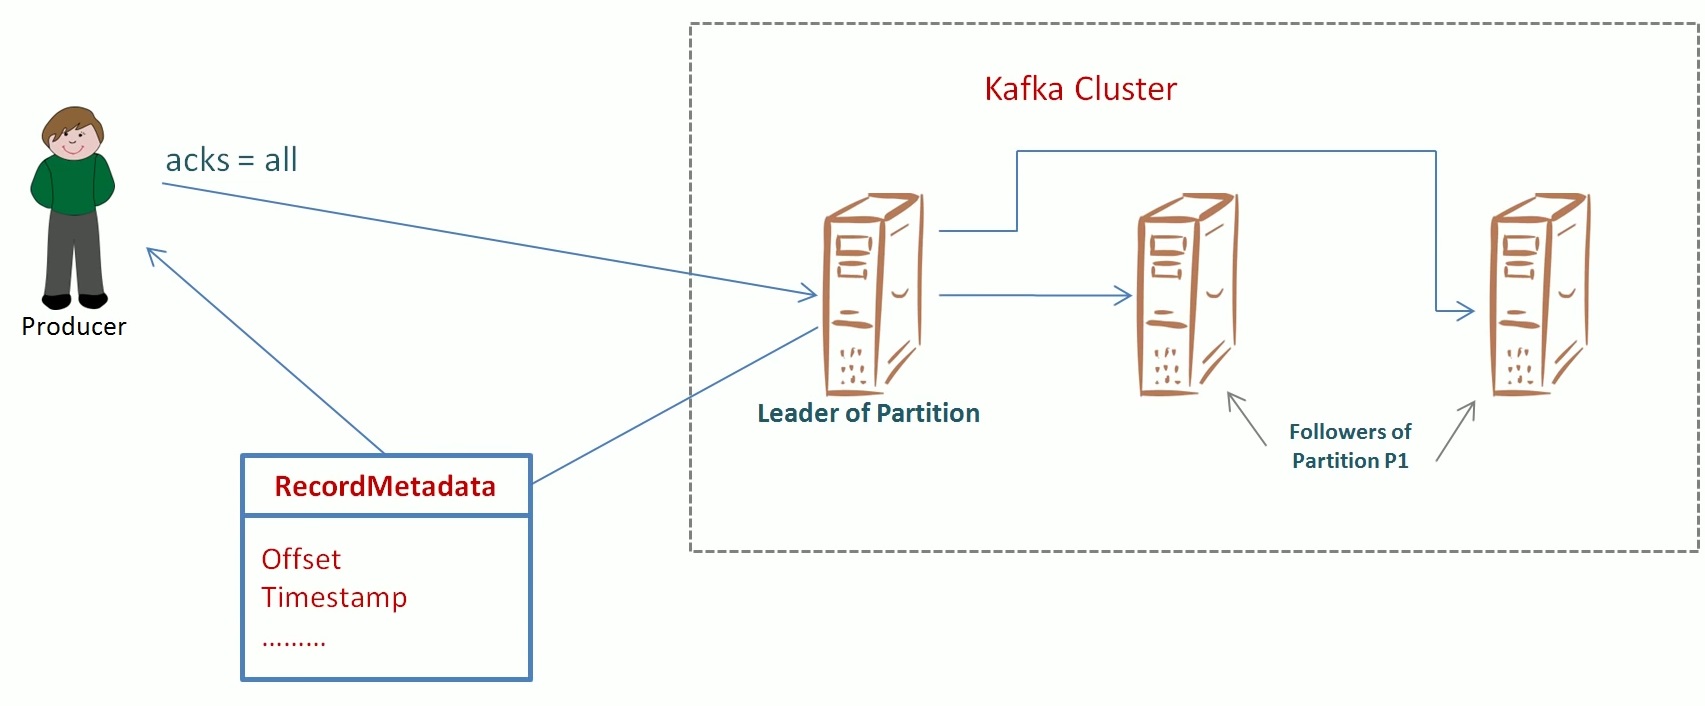 Kafka Cluster
acks = all
Producer
Leader of Partition
Followers of
Partition P1
RecordMetadata
Offset
Timestamp
.........